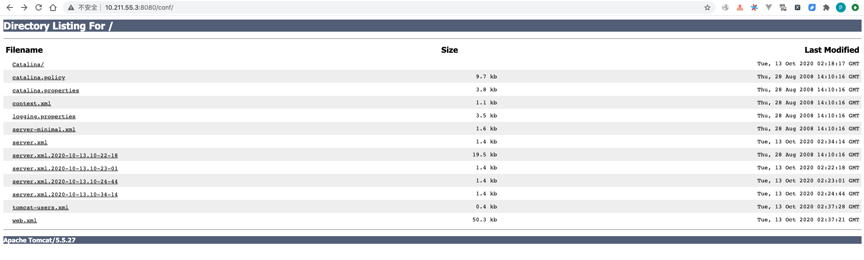 不安全 | 10.211.55.3:8080/conf/
Directory Listing For /
Filename Size Last Modified
Catalina/ Tue, 13 Oct 2020 02:18:17 GMT
catalina.policy 9.7 kb Thu, 28 Aug 2008 14:10:16 GMT
catalina.properties 3.8 kb Thu, 28 Aug 2008 14:10:16 GMT
context.xml 1.1 kb Thu, 28 Aug 2008 14:10:16 GMT
logging.properties 3.5 kb Thu, 28 Aug 2008 14:10:16 GMT
server-minimal.xml 1.6 kb Thu, 28 Aug 2008 14:10:16 GMT
server.xml 1.4 kb Tue, 13 Oct 2020 02:34:14 GMT
server.xml.2020-10-13.10-22-18 19.5 kb Thu, 28 Aug 2008 14:10:16 GMT
server.xml.2020-10-13.10-23-01 1.4 kb Tue, 13 Oct 2020 02:22:18 GMT
server.xml.2020-10-13.10-24-44 1.4 kb Tue, 13 Oct 2020 02:23:01 GMT
server.xml.2020-10-13.10-34-14 1.4 kb Tue, 13 Oct 2020 02:24:44 GMT
tomcat-users.xml 0.4 kb Tue, 13 Oct 2020 02:37:28 GMT
web.xml 50.3 kb Tue, 13 Oct 2020 02:37:21 GMT
Apache Tomcat/5.5.27